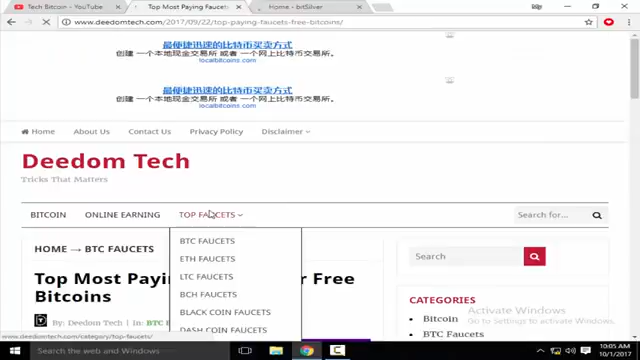 Tech Bitcoin - YouTube
Top Most Paying Faucets
Home - bitSilver
www.deedomtech.com/2017/09/22/top-paying-faucets-free-bitcoins/
最便捷迅速的比特币买卖方式
创建 一个本地现金交易所, 或者 一个网上比特币交易所。
localbitcoins.com
最便捷迅速的比特币买卖方式
创建 一个本地现金交易所, 或者 一个网上比特币交易所。
localbitcoins.com
Home About Us Contact Us Privacy Policy Disclaimer
Deedom Tech
Tricks That Matters
BITCOIN ONLINE EARNING TOP FAUCETS Search for...
BTC FAUCETS
ETH FAUCETS
LTC FAUCETS
BCH FAUCETS
BLACK COIN FAUCETS
DASH COIN FAUCETS
HOME → BTC FAUCETS
Top Most Payin r Free
Bitcoins
By: Deedom Tech | In: BTC
Search
CATEGORIES
Bitcoin
BTC Faucets
Activate Windows
Go to Settings to activate Windows.
www.deedomtech.com/category/top-faucets/
Search the web and Windows
10:05 AM
10/1/2017